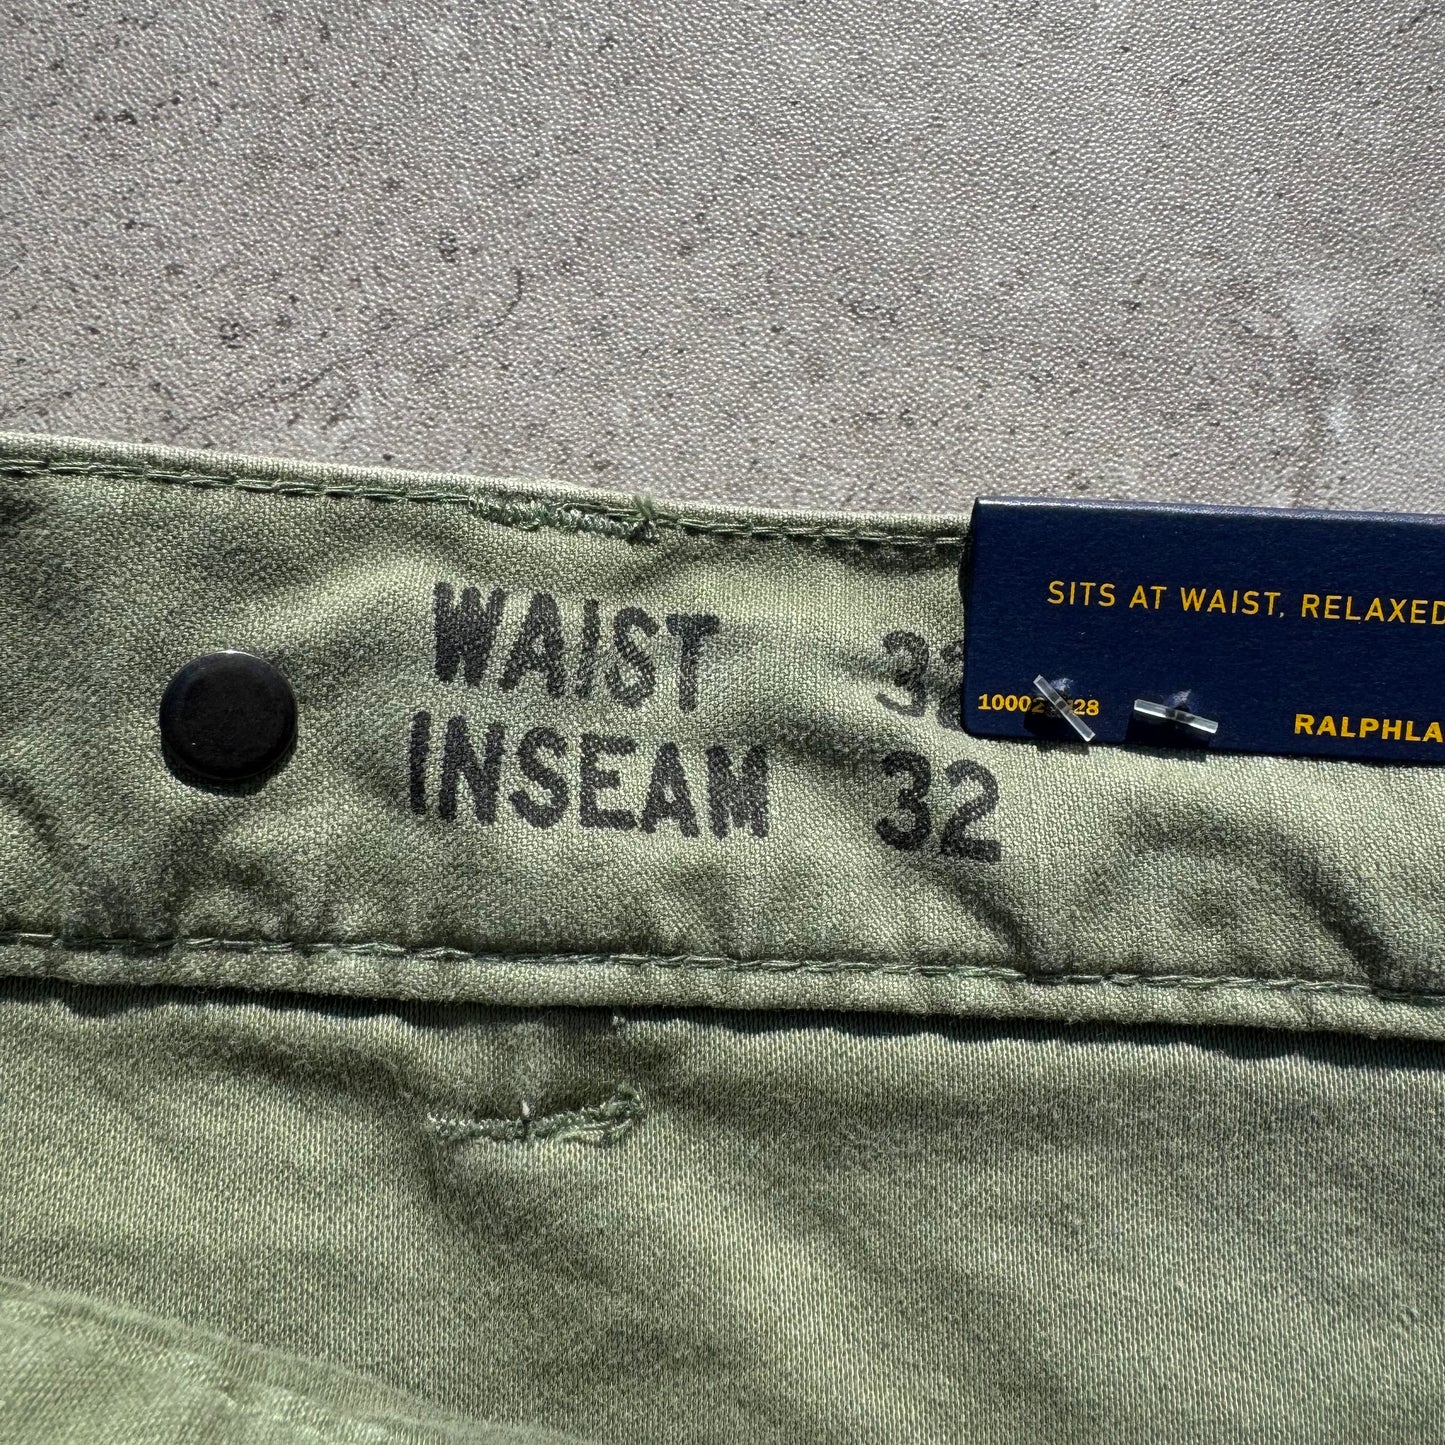 WAIST
SITS AT WAIST, RELAXED
INSEAM 32
RALPHLA